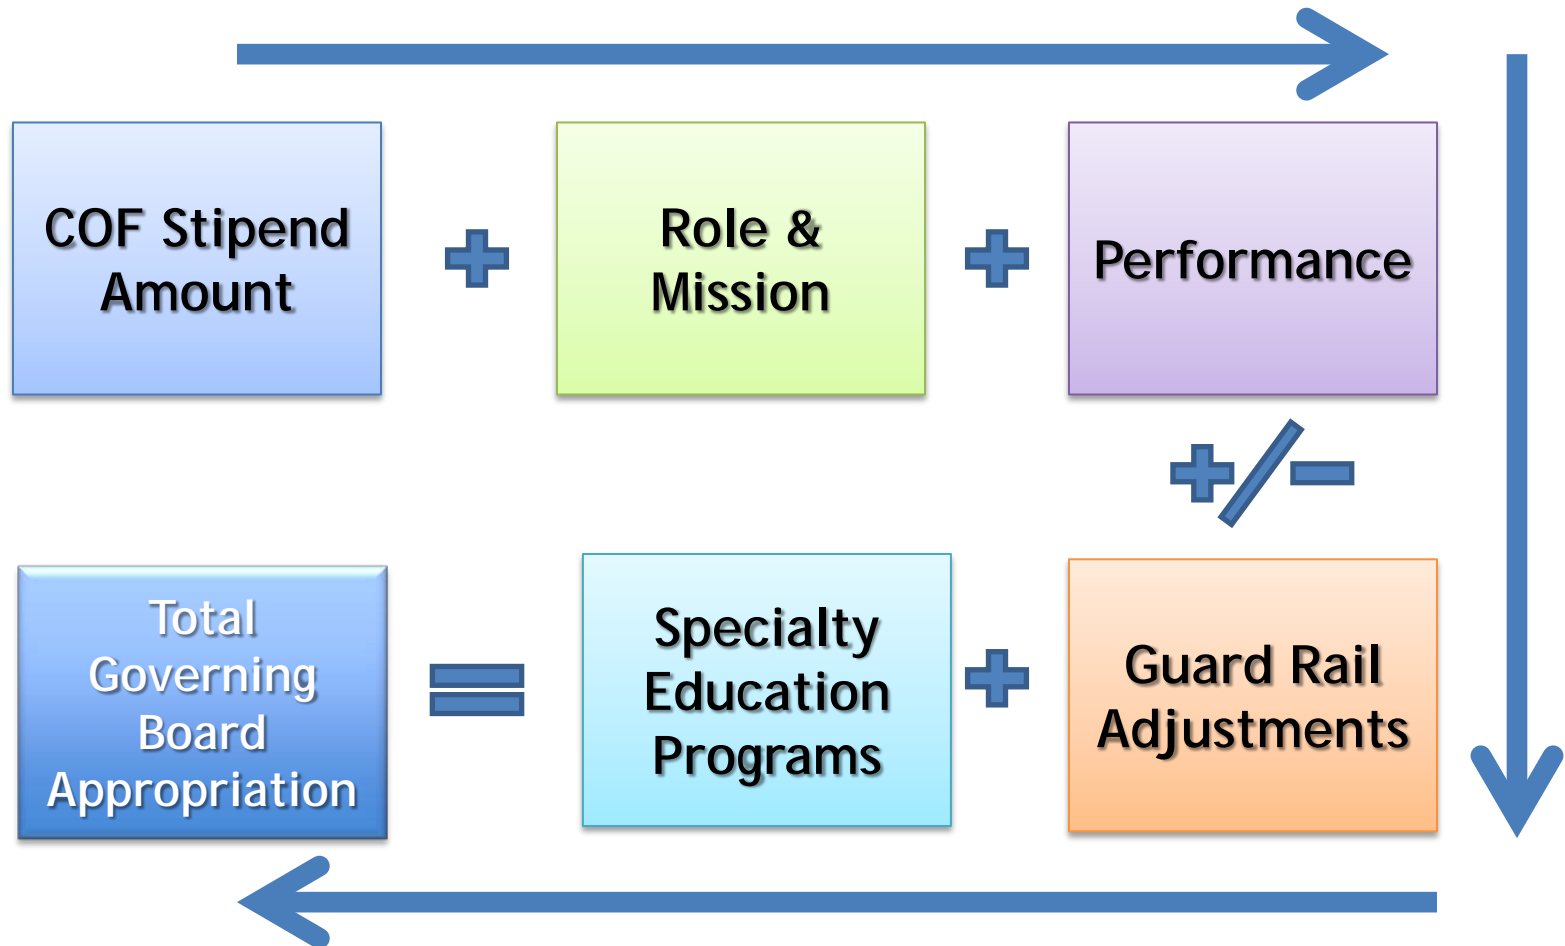 COF Stipend
Amount
Role &
Mission
Performance
Guard Rail
Adjustments
Specialty
Education
Programs
Total
Governing
Board
Appropriation